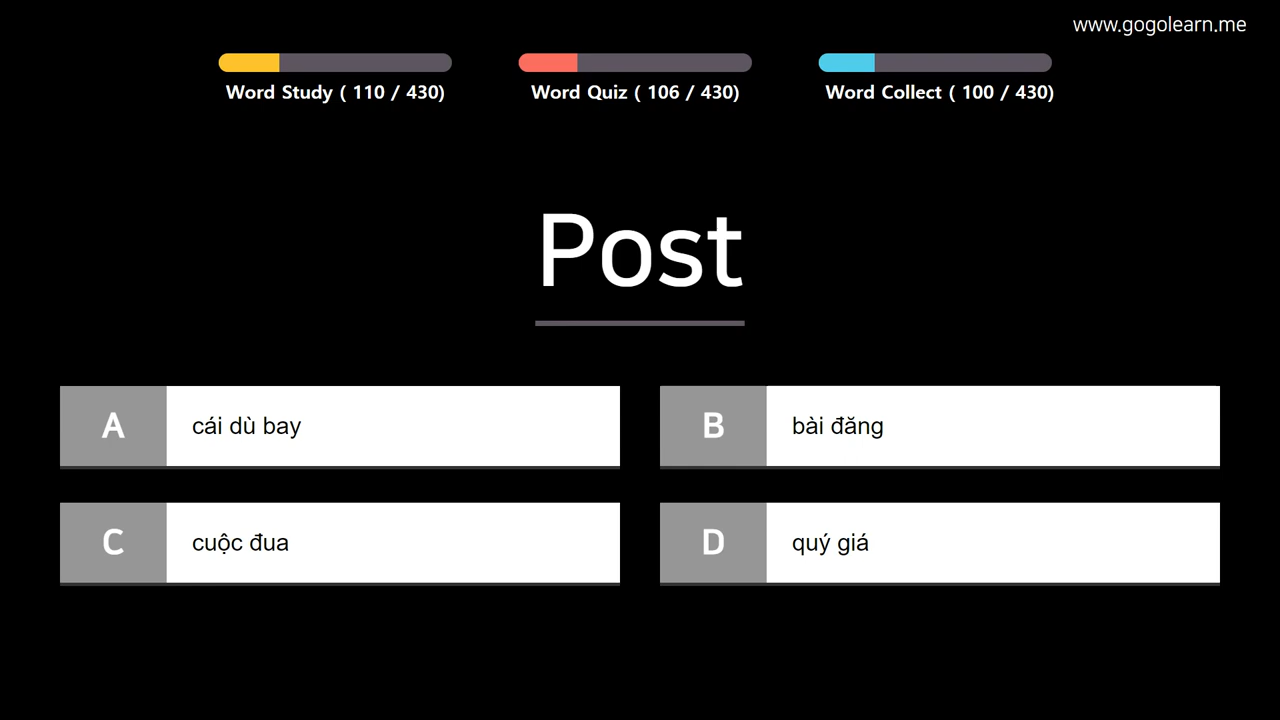 www.gogolearn.me
Word Study ( 110 / 430)
Word Quiz ( 106 / 430)
Word Collect ( 100 / 430)
Post
A cái dù bay
B bài đăng
C cuộc đua
D quý giá